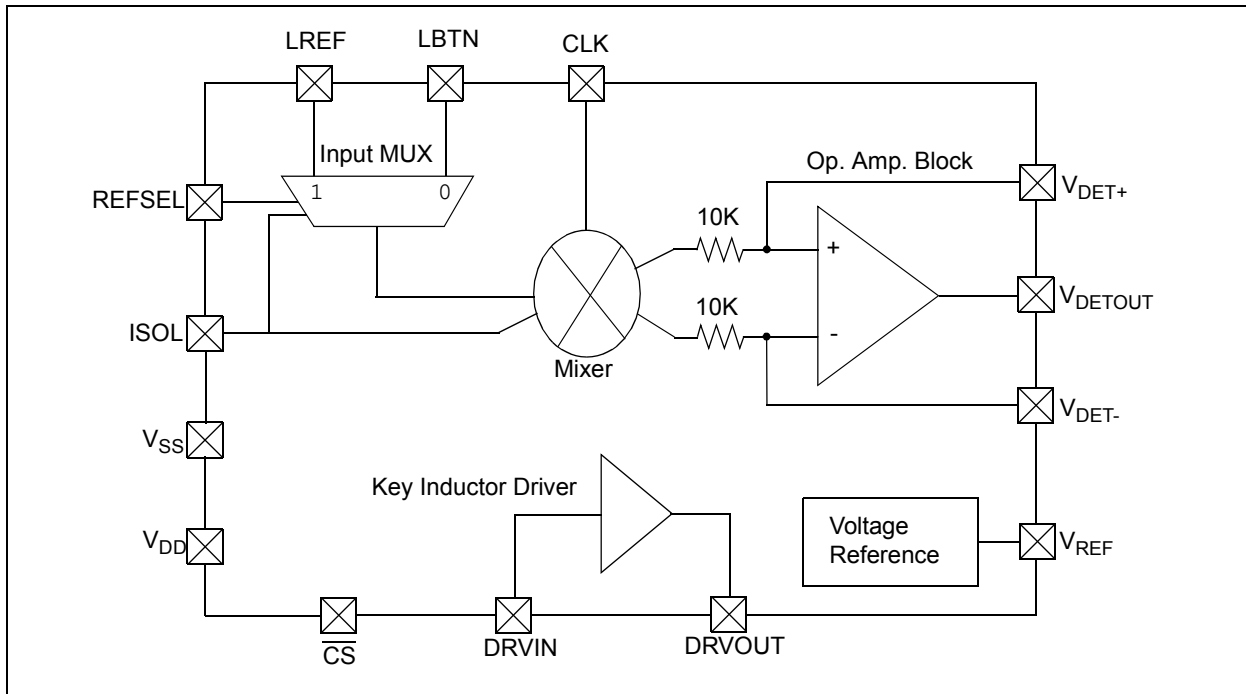 LREF
LBTN
CLK
Input MUX
Op. Amp. Block
1
0
REFSEL
VDET+
10K
+
VDETOUT
10K
-
ISOL
Mixer
VDET-
VSS
Key Inductor Driver
Voltage
Reference
VDD
VREF
CS
DRVIN
DRVOUT